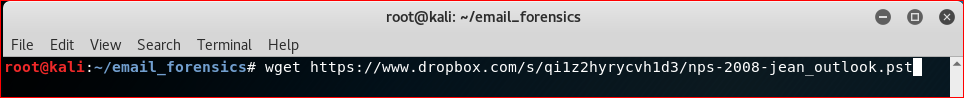 root@kali: ~/email_forensics
File Edit View Search Terminal Help
root@kali:~/email_forensics# wget https://www.dropbox.com/s/qi1z2hyrycvh1d3/nps-2008-jean_outlook.pst